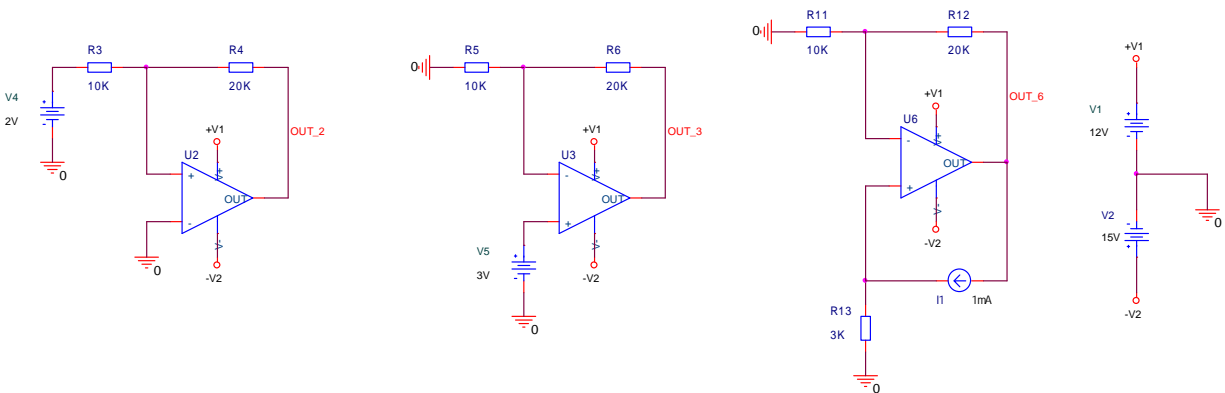 R3
10K
R4
20K
V4
+
-
2V
0
+V1
U2
+
-
V+
OUT
V-
-V2
0
OUT_2
0
R5
10K
R6
20K
+V1
U3
-
+
V+
OUT
V-
-V2
V5
+
-
3V
0
OUT_3
0
R11
10K
R12
20K
+V1
U6
-
+
V+
OUT
V-
-V2
OUT_6
I1
1mA
R13
3K
0
+V1
V1
+
-
12V
0
V2
-
+
15V
-V2